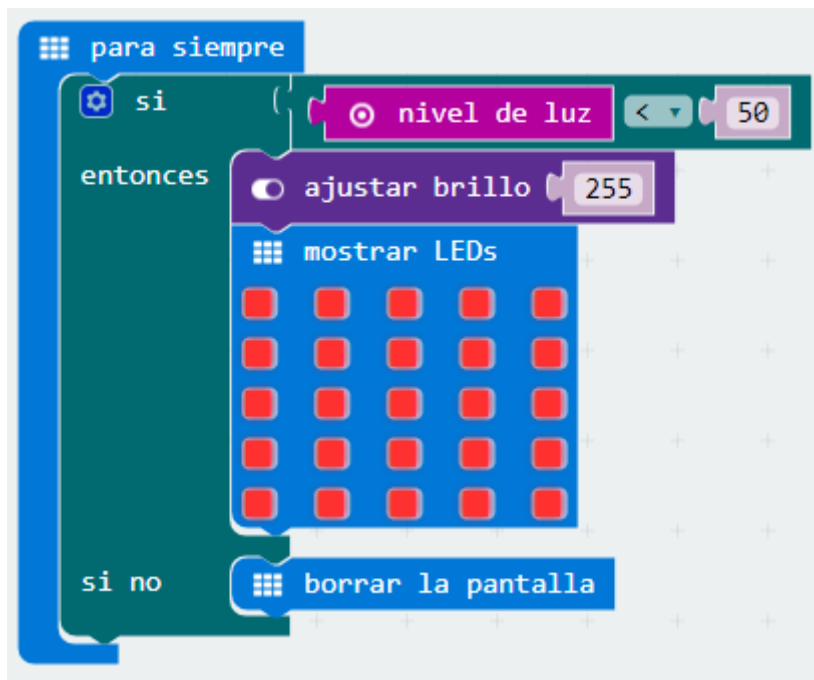 para siempre
si nivel de luz < 50
entonces
ajustar brillo 255
mostrar LEDs
si no borrar la pantalla